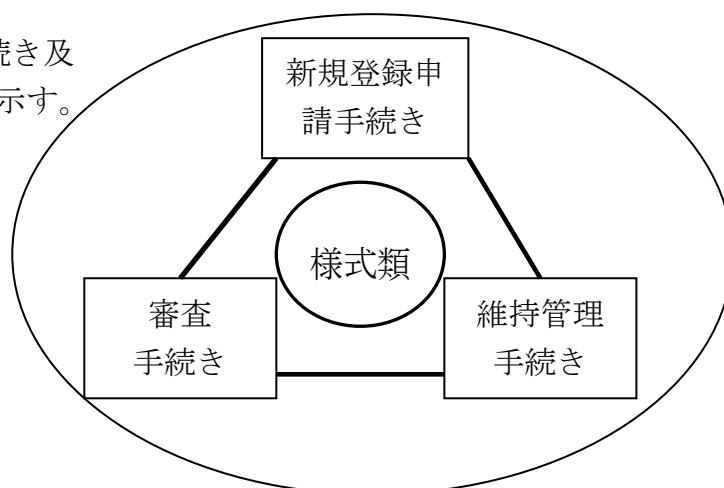 続き及
示す。
新規登録申
請手続き
様式類
審査
手続き
維持管理
手続き